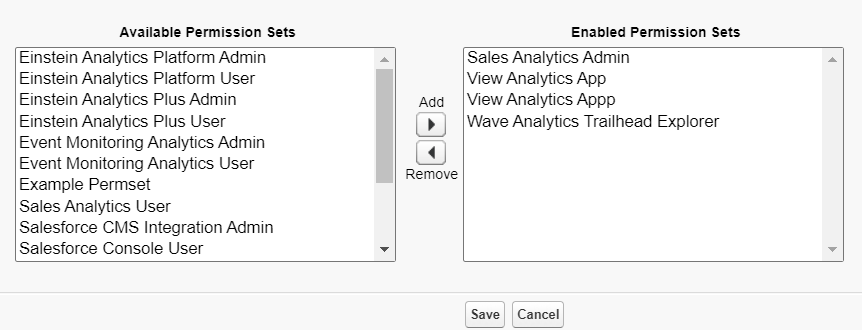 Available Permission Sets
Einstein Analytics Platform Admin
Einstein Analytics Platform User
Einstein Analytics Plus Admin
Einstein Analytics Plus User
Event Monitoring Analytics Admin
Event Monitoring Analytics User
Example Permset
Sales Analytics User
Salesforce CMS Integration Admin
Salesforce Console User
Add
Remove
Enabled Permission Sets
Sales Analytics Admin
View Analytics App
View Analytics Appp
Wave Analytics Trailhead Explorer
Save Cancel